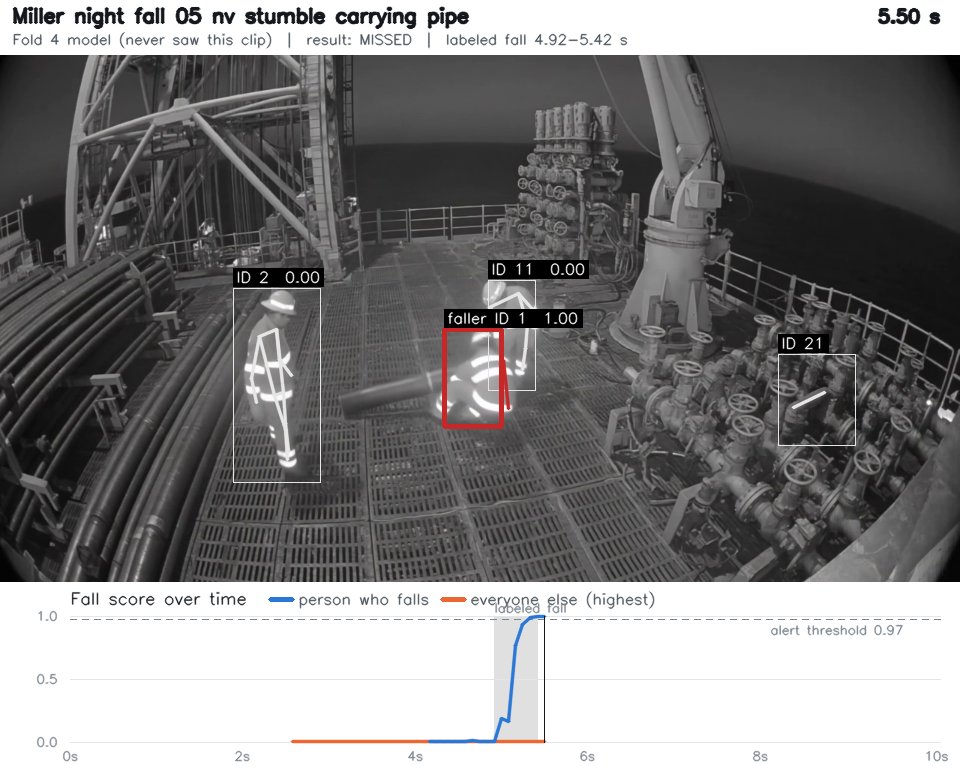 Miller night fall 05 nv stumble carrying pipe
5.50 s
Fold 4 model (never saw this clip) | result: MISSED | labeled fall 4.92-5.42 s
ID 2 0.00
ID 11 0.00
faller ID 1 1.00
ID 21
Fall score over time
person who falls
everyone else (highest)
labeled fall
1.0
alert threshold 0.97
0.5
0.0
0s
2s
4s
6s
8s
10s